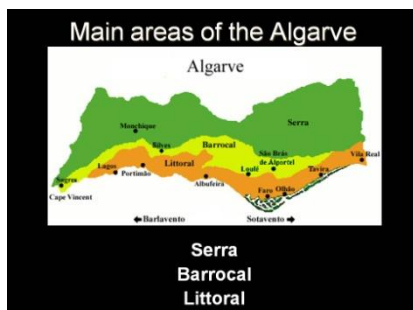 Main areas of the Algarve
Algarve
Monchique
Serra
Silves
Barrocal
São Brás
de Alportel
Littoral
Vila Real
Lagos
Portimão
Loulé
Tavira
Sagres
Albufeira
Faro Olhão
Cape Vincent
Barlavento
Sotavento
Serra
Barrocal
Littoral